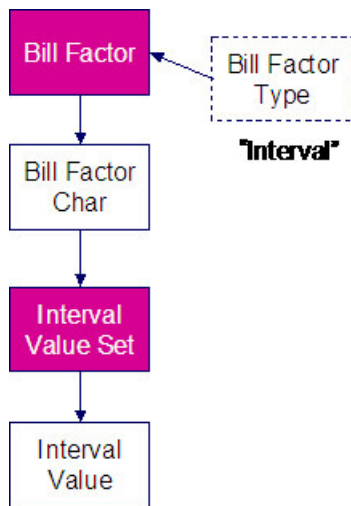 Bill Factor
Bill Factor
Type
"Interval"
Bill Factor
Char
Interval
Value Set
Interval
Value